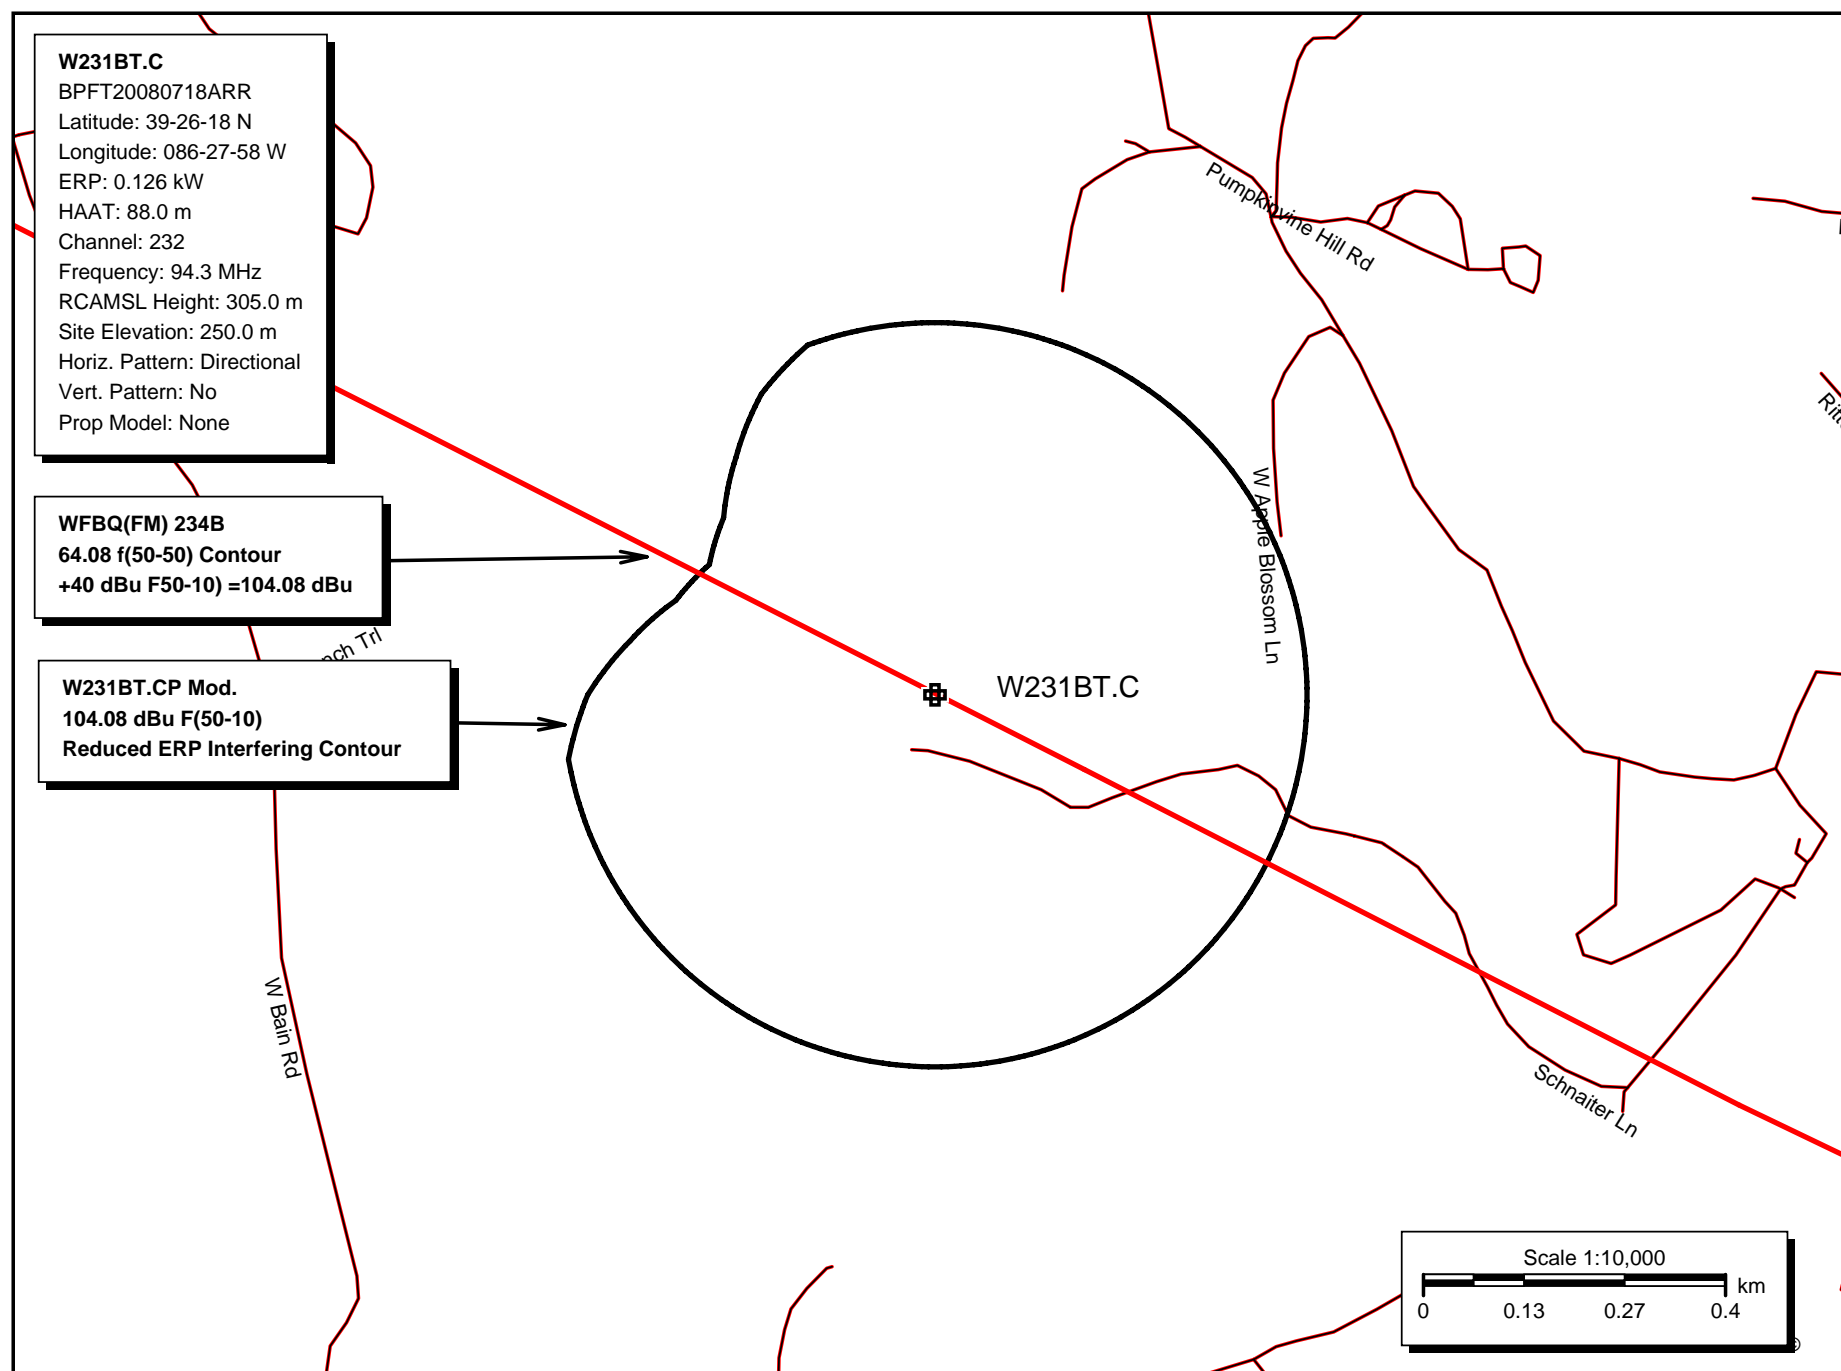 W231BT.C
BPFT20080718ARR
Latitude: 39-26-18 N
Longitude: 086-27-58 W
ERP: 0.126 kW
HAAT: 88.0 m
Channel: 232
Frequency: 94.3 MHz
RCAMSL Height: 305.0 m
Site Elevation: 250.0 m
Horiz. Pattern: Directional
Vert. Pattern: No
Prop Model: None
WFBQ(FM) 234B
64.08 f(50-50) Contour
+40 dBu F50-10) =104.08 dBu
nch Trl
W231BT.CP Mod.
104.08 dBu F(50-10)
Reduced ERP Interfering Contour
Pumpkinvine Hill Rd
Ritt
W Apple Blossom Ln
W231BT.C
W Bain Rd
Schnaiter Ln
Scale 1:10,000
km
0 0.13 0.27 0.4